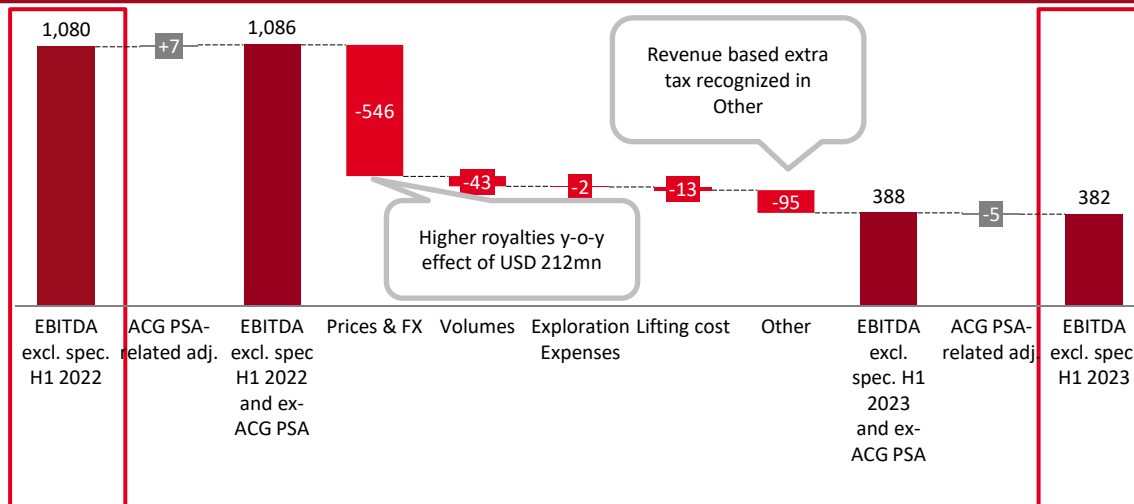 1,080
+7
1,086
-546
-43
-2
-13
-95
388
-5
382
Revenue based extra
tax recognized in
Other
Higher royalties y-o-y
effect of USD 212mn
EBITDA
excl. spec.
H1 2022
ACG PSA-
related adj.
EBITDA
excl. spec
H1 2022
and ex-
ACG PSA
Prices & FX
Volumes
Exploration
Expenses
Lifting cost
Other
EBITDA
excl.
spec. H1
2023
and ex-
ACG PSA
ACG PSA-
related adj.
EBITDA
excl. spec
H1 2023